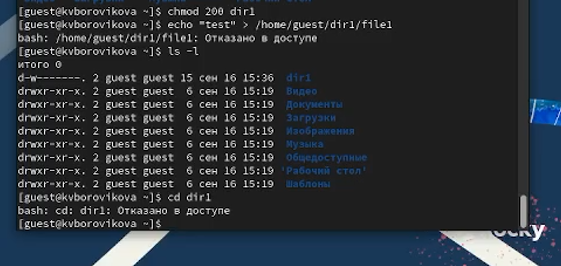 [guest@kvborovikova ~]$ chmod 200 dir1
[guest@kvborovikova ~]$ echo "test" > /home/guest/dir1/file1
bash: /home/guest/dir1/file1: Отказано в доступе
[guest@kvborovikova ~]$ ls -l
итого 0
d-w-------. 2 guest guest 15 сен 16 15:36 dir1
drwxr-xr-x. 2 guest guest 6 сен 16 15:19 Видео
drwxr-xr-x. 2 guest guest 6 сен 16 15:19 Документы
drwxr-xr-x. 2 guest guest 6 сен 16 15:19 Загрузки
drwxr-xr-x. 2 guest guest 6 сен 16 15:19 Изображения
drwxr-xr-x. 2 guest guest 6 сен 16 15:19 Музыка
drwxr-xr-x. 2 guest guest 6 сен 16 15:19 Общедоступные
drwxr-xr-x. 2 guest guest 6 сен 16 15:19 'Рабочий стол'
drwxr-xr-x. 2 guest guest 6 сен 16 15:19 Шаблоны
[guest@kvborovikova ~]$ cd dir1
bash: cd: dir1: Отказано в доступе
[guest@kvborovikova ~]$
ocky